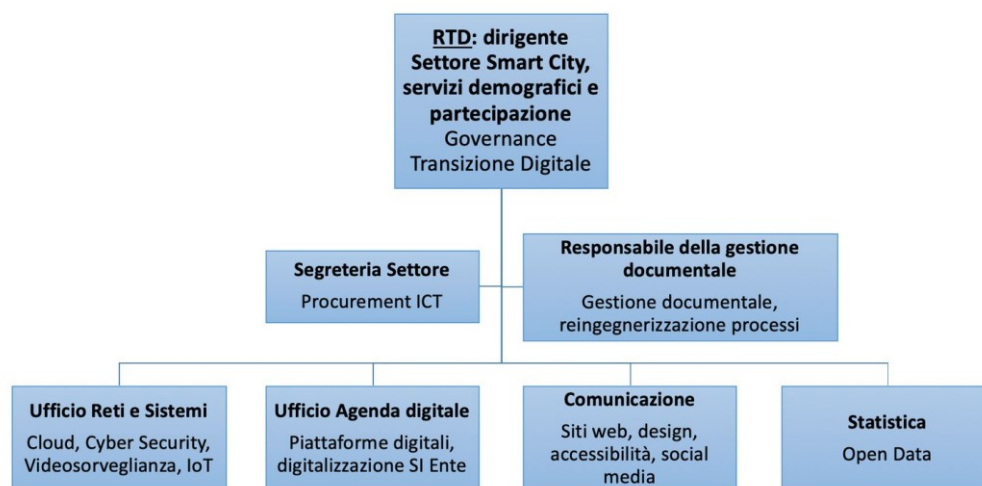 RTD: dirigente
Settore Smart City,
servizi demografici e
partecipazione
Governance
Transizione Digitale
Segreteria Settore
Procurement ICT
Responsabile della gestione
documentale
Gestione documentale,
reingegnerizzazione processi
Ufficio Reti e Sistemi
Cloud, Cyber Security,
Videosorveglianza, IoT
Ufficio Agenda digitale
Piattaforme digitali,
digitalizzazione SI Ente
Comunicazione
Siti web, design,
accessibilità, social
media
Statistica
Open Data